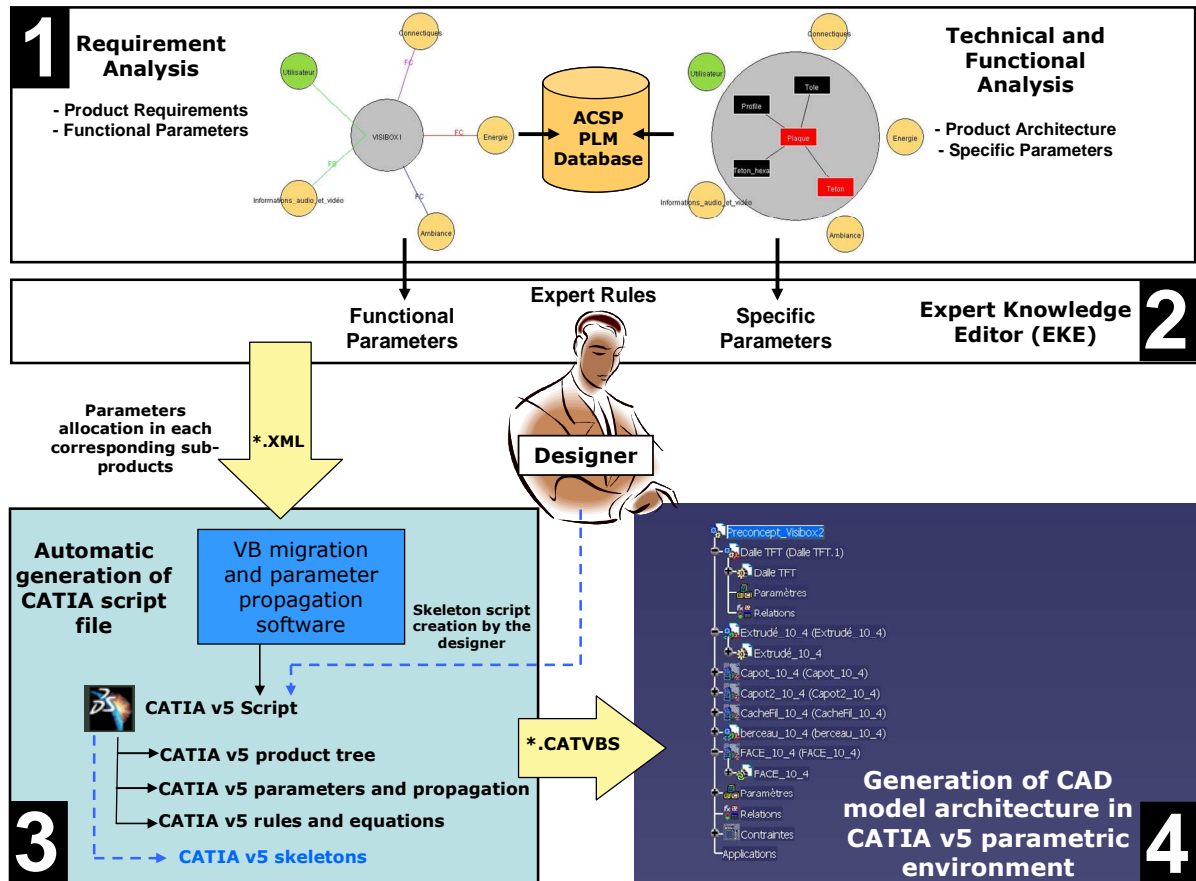 1
Requirement
Analysis
- Product Requirements
- Functional Parameters
Connectiques
Utilisateur
FC
VISIBOX1
FC
Energie
FS
FC
Informations_audio_et_vidéo
Ambiance
ACSP
PLM
Database
Connectiques
Utilisateur
Tole
Profile
Plaque
Energie
Teton_hexa
Teton
Informations_audio_et_vidéo
Ambiance
Technical and
Functional
Analysis
- Product Architecture
- Specific Parameters
2
Expert Rules
Functional
Parameters
Specific
Parameters
Expert Knowledge
Editor (EKE)
Parameters
allocation in each
corresponding sub-
products
*.XML
Designer
Automatic
generation of
CATIA script
file
VB migration
and parameter
propagation
software
Skeleton script
creation by the
designer
CATIA v5 Script
CATIA v5 product tree
CATIA v5 parameters and propagation
CATIA v5 rules and equations
CATIA v5 skeletons
3
*.CATVBS
Preconcept_Visibox2
Dalle TFT (Dalle TFT.1)
Dalle TFT
Paramètres
Relations
Extrudé_10_4 (Extrudé_10_4)
Extrudé_10_4
Capot_10_4 (Capot_10_4)
Capot2_10_4 (Capot2_10_4)
CacheFil_10_4 (CacheFil_10_4)
berceau_10_4 (berceau_10_4)
FACE_10_4 (FACE_10_4)
FACE_10_4
Paramètres
Relations
Contraintes
Applications
Generation of CAD
model architecture in
CATIA v5 parametric
environment
4